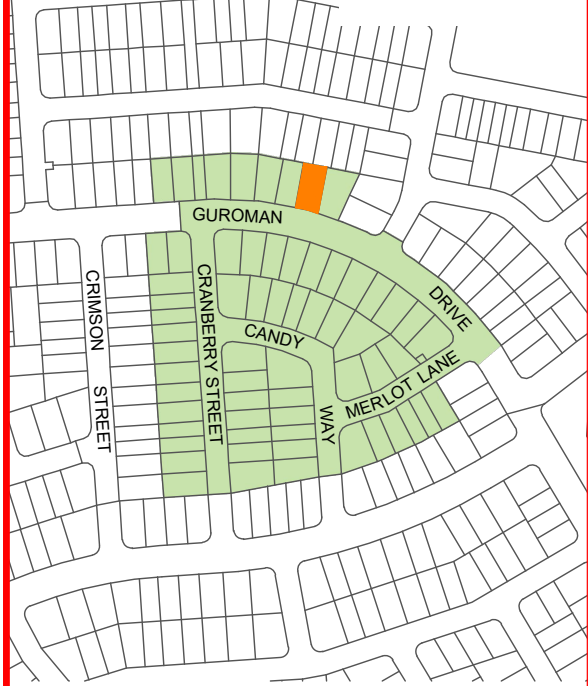 GUROMAN
DRIVE
CRIMSON STREET
CRANBERRY STREET
CANDY
WAY
MERLOT LANE